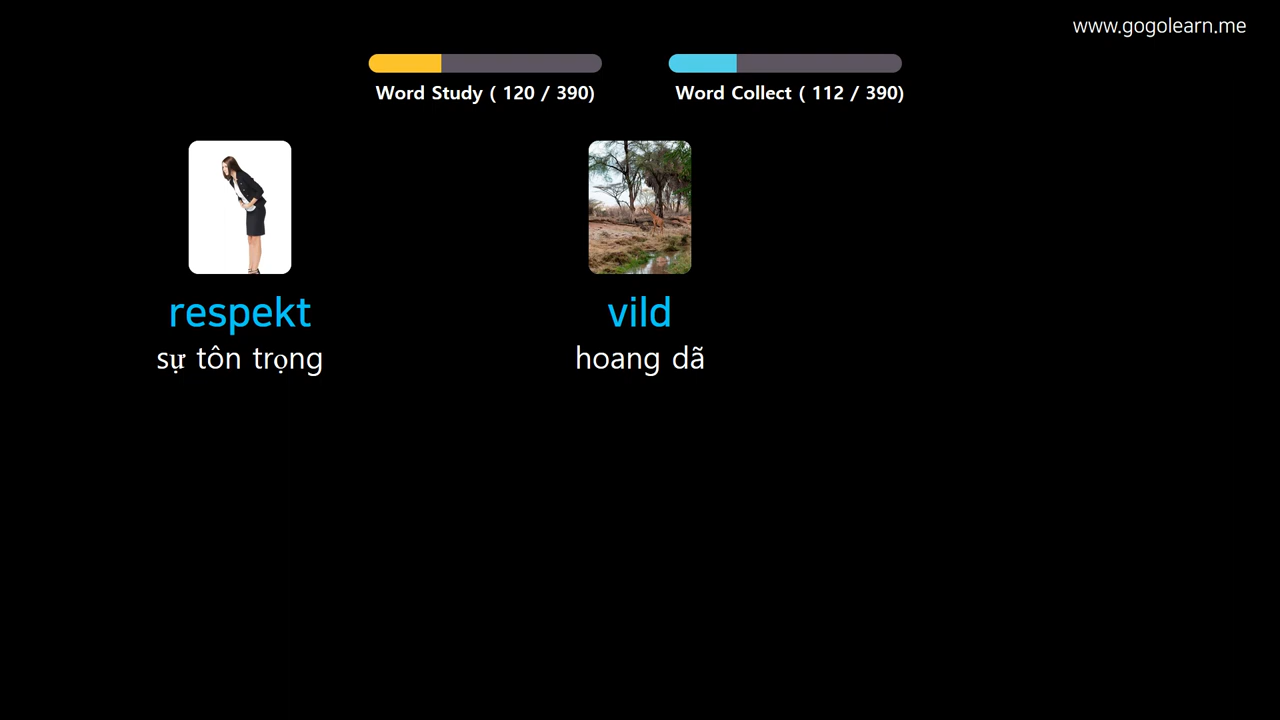 www.gogolearn.me
Word Study ( 120 / 390)
Word Collect ( 112 / 390)
respekt
vild
sự tôn trọng
hoang dã